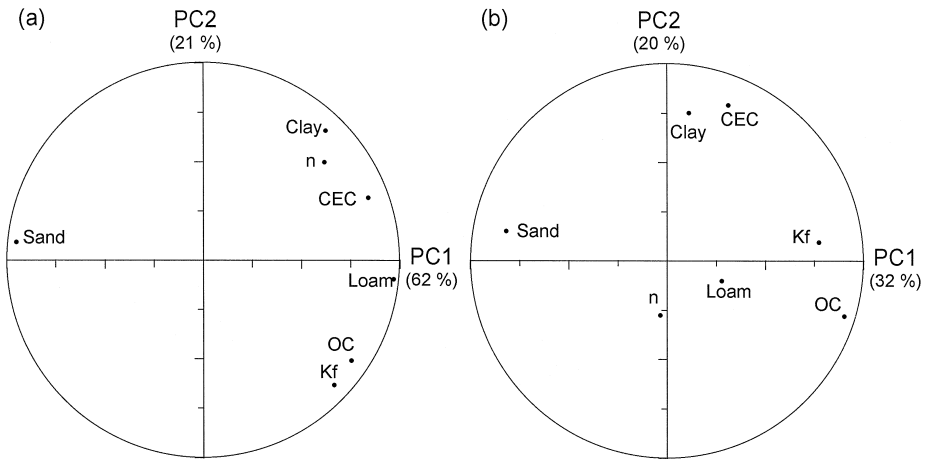 (a)
PC2
(21 %)
Clay
n
CEC
Sand
PC1
(62 %)
Loam
OC
Kf
(b)
PC2
(20 %)
CEC
Clay
Sand
Kf
PC1
(32 %)
Loam
n
OC